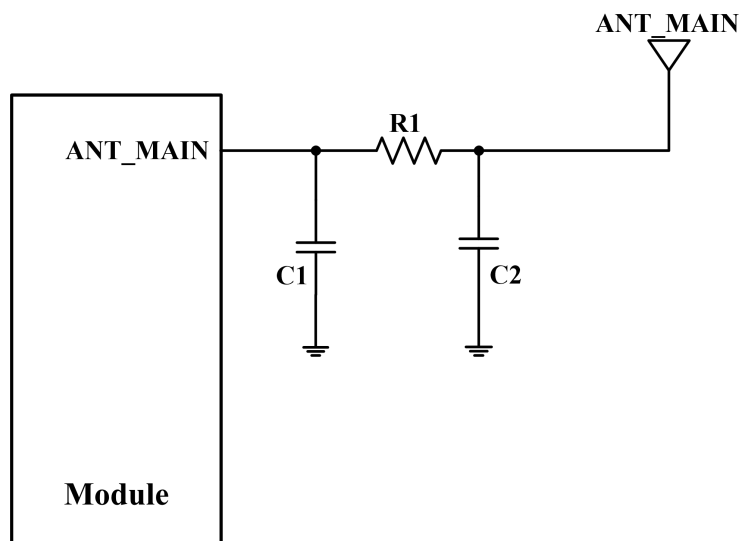 ANT_MAIN
R1
ANT_MAIN
C1
C2
Module